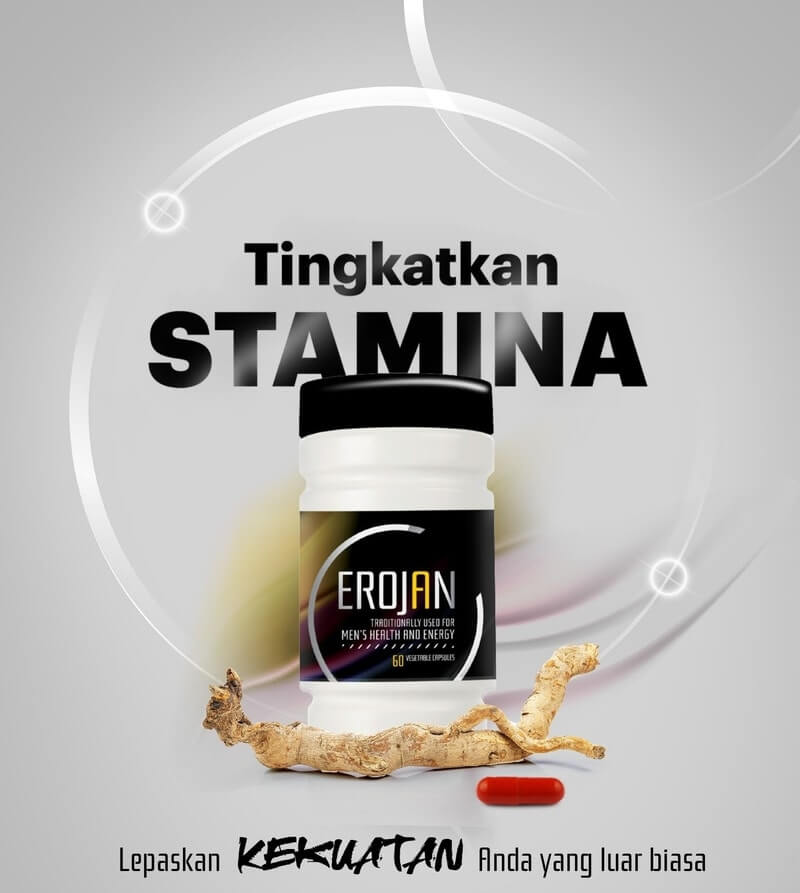 Tingkatkan
STAMINA
EROJAN
TRADITIONALLY USED FOR
MEN'S HEALTH AND ENERGY
60 VEGETABLE CAPSULES
Lepaskan KEKUATAN Anda yang luar biasa